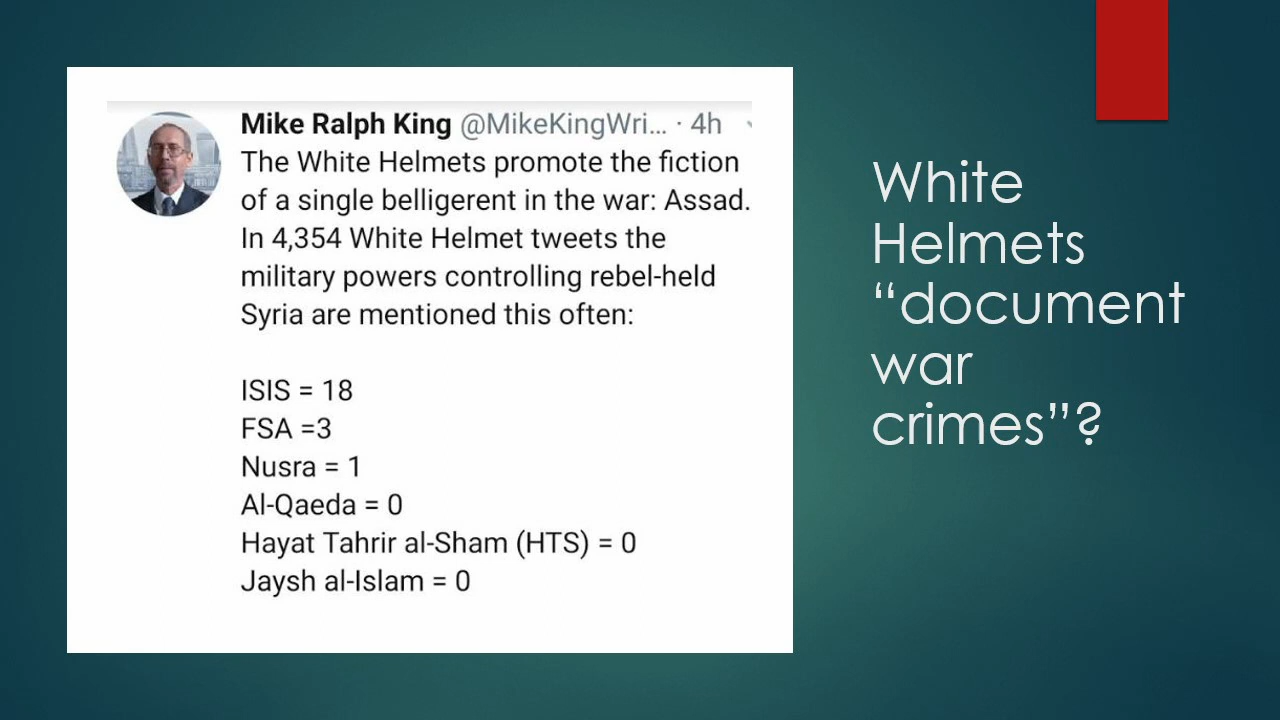 Mike Ralph King @MikeKingWri... · 4h
The White Helmets promote the fiction
of a single belligerent in the war: Assad.
In 4,354 White Helmet tweets the
military powers controlling rebel-held
Syria are mentioned this often:
ISIS = 18
FSA =3
Nusra = 1
Al-Qaeda = 0
Hayat Tahrir al-Sham (HTS) = 0
Jaysh al-Islam = 0
White
Helmets
“document
war
crimes”?